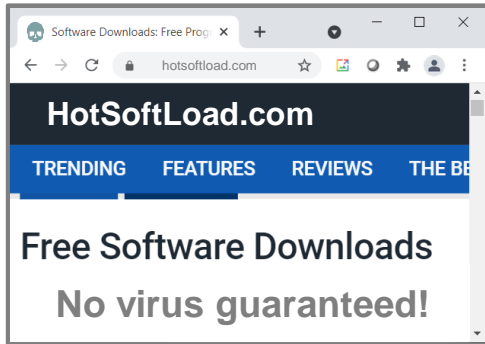 Software Downloads: Free Prog
hotsoftload.com
HotSoftLoad.com
TRENDING FEATURES REVIEWS THE BE
Free Software Downloads
No virus guaranteed!